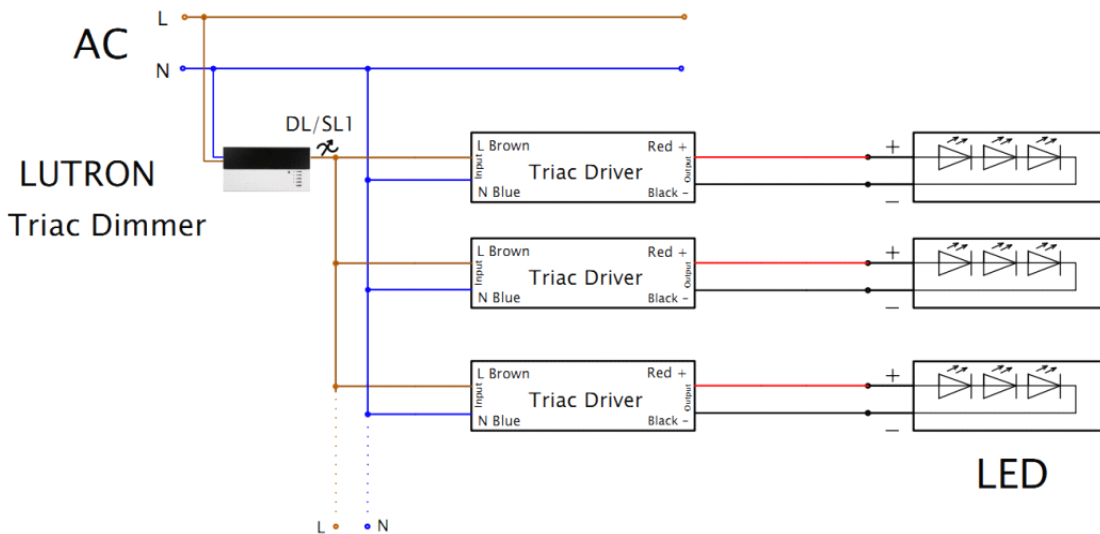 L
AC
N
DL/SL1
LUTRON
Triac Dimmer
L Brown
Red +
Input
Triac Driver
Output
N Blue
Black -
+
−
L Brown
Red +
Input
Triac Driver
Output
N Blue
Black -
+
−
L Brown
Red +
Input
Triac Driver
Output
N Blue
Black -
+
−
LED
L
N